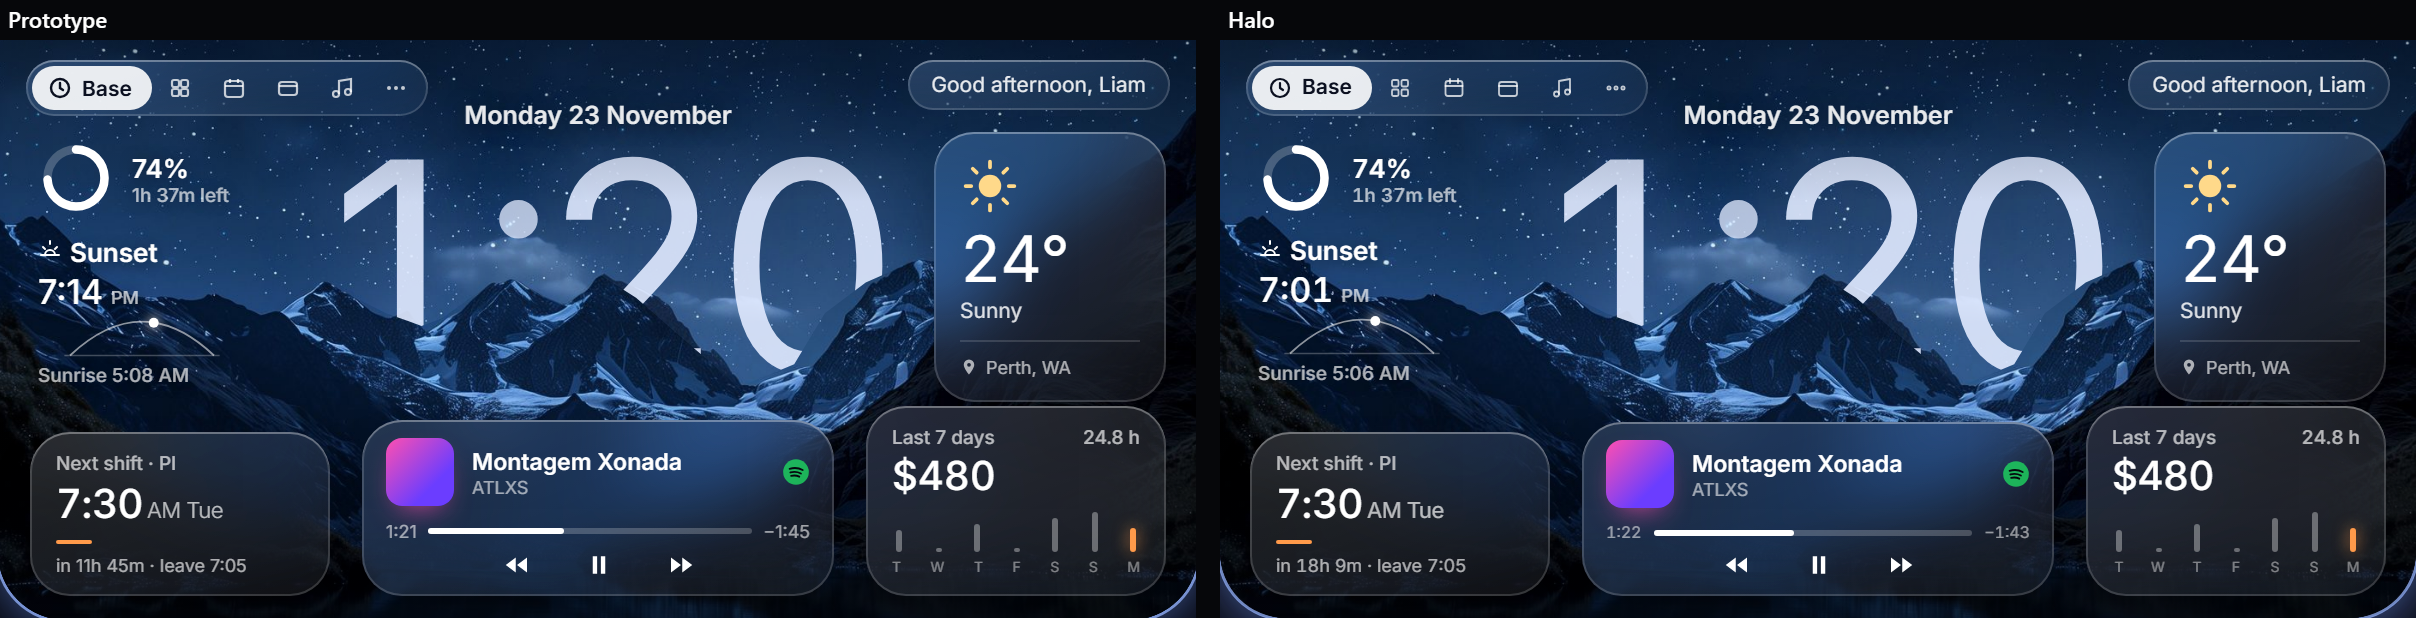 Prototype
Base
Good afternoon, Liam
Monday 23 November
1:20
74%
1h 37m left
Sunset
7:14 PM
Sunrise 5:08 AM
24°
Sunny
Perth, WA
Next shift · PI
7:30 AM Tue
in 11h 45m · leave 7:05
Montagem Xonada
ATLXS
1:21
−1:45
Last 7 days 24.8 h
$480
T W T F S S M
Halo
Base
Good afternoon, Liam
Monday 23 November
1:20
74%
1h 37m left
Sunset
7:01 PM
Sunrise 5:06 AM
24°
Sunny
Perth, WA
Next shift · PI
7:30 AM Tue
in 18h 9m · leave 7:05
Montagem Xonada
ATLXS
1:22
−1:43
Last 7 days 24.8 h
$480
T W T F S S M